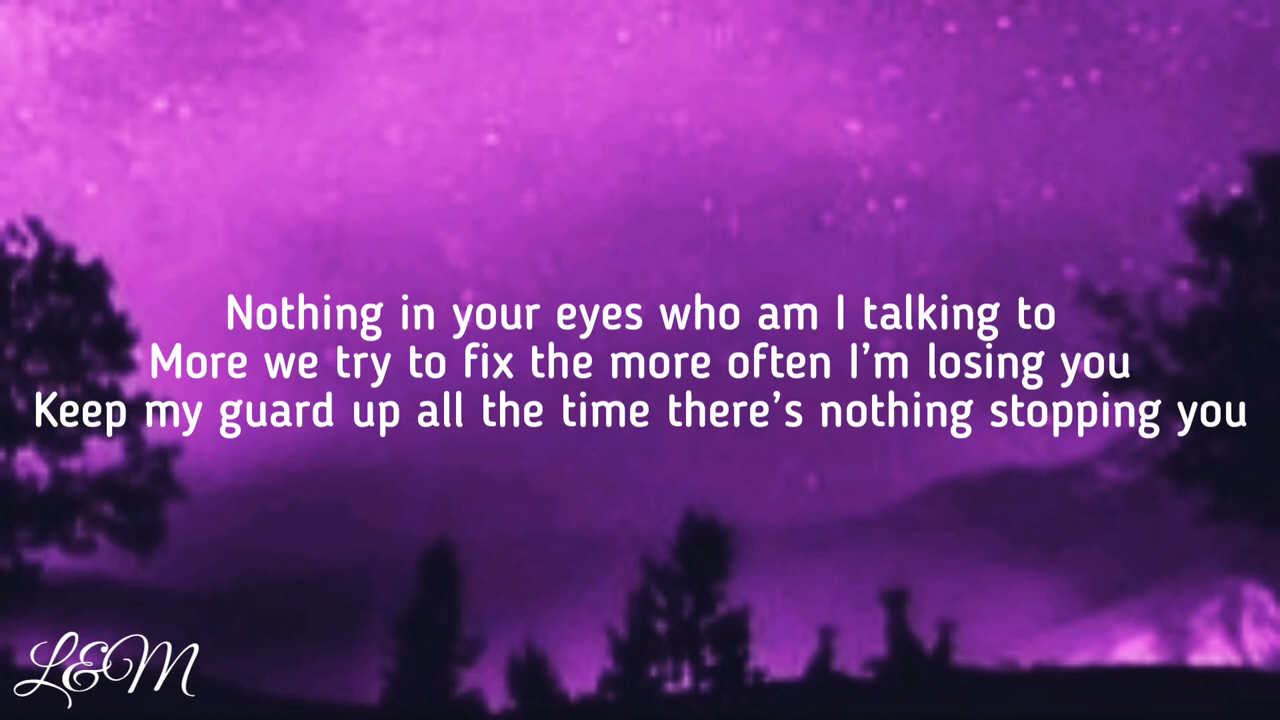 Nothing in your eyes who am I talking to
More we try to fix the more often I’m losing you
Keep my guard up all the time there’s nothing stopping you
L&M